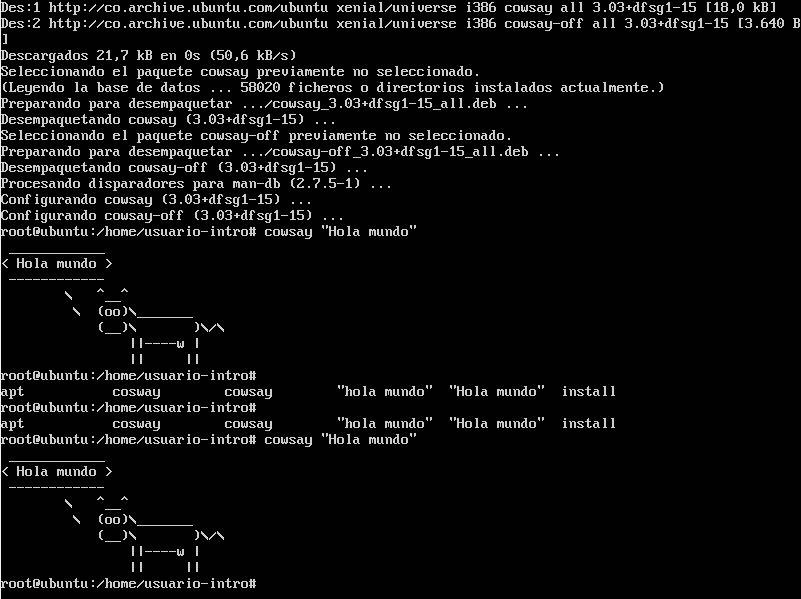 Des:1 http://co.archive.ubuntu.com/ubuntu xenial/universe i386 cowsay all 3.03+dfsg1-15 [18,0 kB]
Des:2 http://co.archive.ubuntu.com/ubuntu xenial/universe i386 cowsay-off all 3.03+dfsg1-15 [3.640 B
]
Descargados 21,7 kB en 0s (50,6 kB/s)
Seleccionando el paquete cowsay previamente no seleccionado.
(Leyendo la base de datos ... 58020 ficheros o directorios instalados actualmente.)
Preparando para desempaquetar .../cowsay_3.03+dfsg1-15_all.deb ...
Desempaquetando cowsay (3.03+dfsg1-15) ...
Seleccionando el paquete cowsay-off previamente no seleccionado.
Preparando para desempaquetar .../cowsay-off_3.03+dfsg1-15_all.deb ...
Desempaquetando cowsay-off (3.03+dfsg1-15) ...
Procesando disparadores para man-db (2.7.5-1) ...
Configurando cowsay (3.03+dfsg1-15) ...
Configurando cowsay-off (3.03+dfsg1-15) ...
root@ubuntu:/home/usuario-intro# cowsay "Hola mundo"
 ____________
< Hola mundo >
 ------------
        \   ^__^
         \  (oo)\_______
            (__)\       )\/\
                ||----w |
                ||     ||
root@ubuntu:/home/usuario-intro#
apt           cosway        cowsay        "hola mundo"  "Hola mundo"  install
root@ubuntu:/home/usuario-intro#
apt           cosway        cowsay        "hola mundo"  "Hola mundo"  install
root@ubuntu:/home/usuario-intro# cowsay "Hola mundo"
 ____________
< Hola mundo >
 ------------
        \   ^__^
         \  (oo)\_______
            (__)\       )\/\
                ||----w |
                ||     ||
root@ubuntu:/home/usuario-intro#